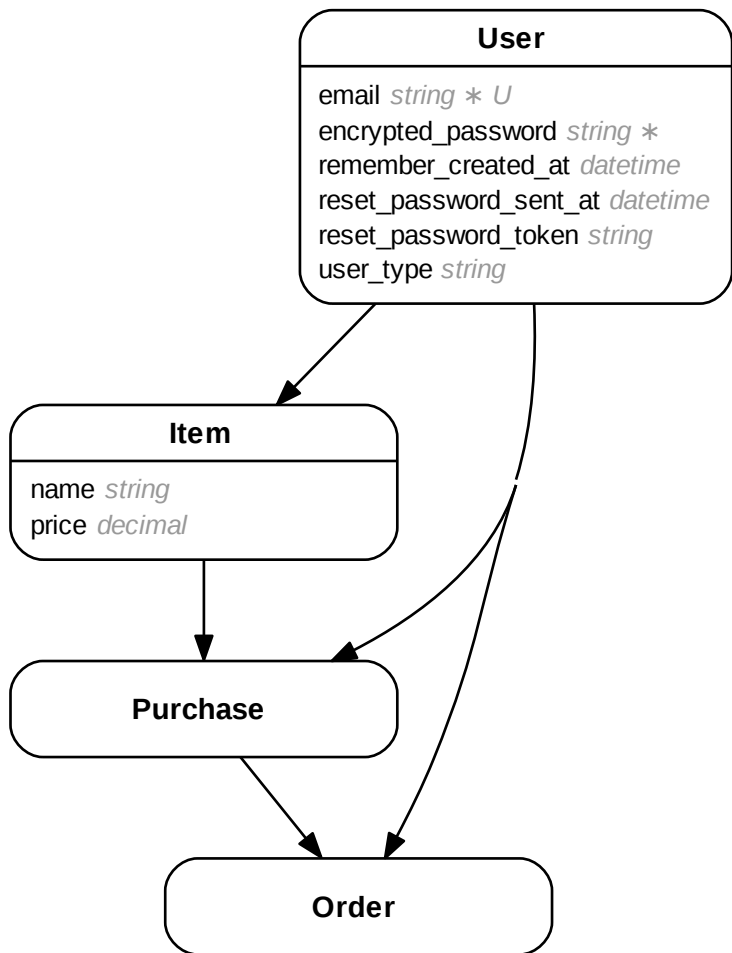 User
email string ∗ U
encrypted_password string ∗
remember_created_at datetime
reset_password_sent_at datetime
reset_password_token string
user_type string
Item
name string
price decimal
Purchase
Order